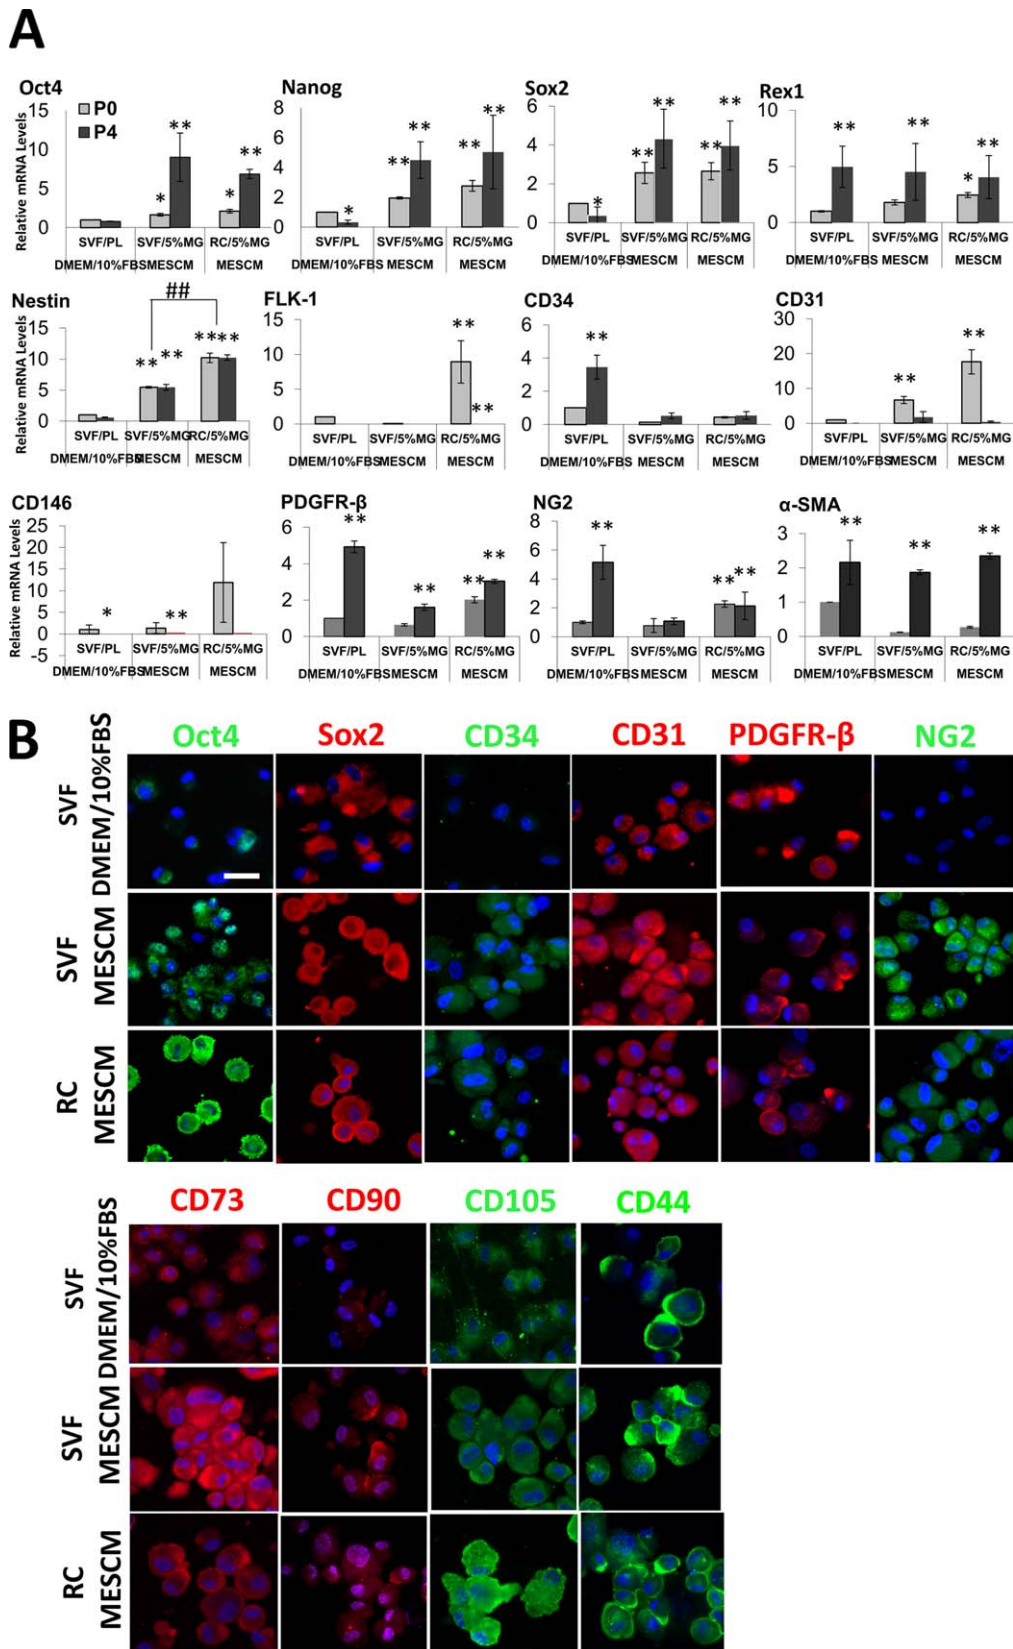 A
Oct4 Nanog Sox2 Rex1
Relative mRNA Levels
15
10
5
0
P0
P4
* ** * **
SVF/PL SVF/5%MG RC/5%MG
DMEM/10%FBS MESCM MESCM
8
6
4
2
0
* ** ** ** **
SVF/PL SVF/5%MG RC/5%MG
DMEM/10%FBS MESCM MESCM
6
4
2
0
* ** ** ** **
SVF/PL SVF/5%MG RC/5%MG
DMEM/10%FBS MESCM MESCM
10
5
0
** ** * **
SVF/PL SVF/5%MG RC/5%MG
DMEM/10%FBS MESCM MESCM
Nestin FLK-1 CD34 CD31
Relative mRNA Levels
15
10
5
0
##
** ** ** **
SVF/PL SVF/5%MG RC/5%MG
DMEM/10%FBS MESCM MESCM
15
10
5
0
** **
SVF/PL SVF/5%MG RC/5%MG
DMEM/10%FBS MESCM MESCM
6
4
2
0
**
SVF/PL SVF/5%MG RC/5%MG
DMEM/10%FBS MESCM MESCM
30
20
10
0
** **
SVF/PL SVF/5%MG RC/5%MG
DMEM/10%FBS MESCM MESCM
CD146 PDGFR-β NG2 α-SMA
Relative mRNA Levels
25
20
15
10
5
0
-5
* **
SVF/PL SVF/5%MG RC/5%MG
DMEM/10%FBS MESCM MESCM
6
4
2
0
** ** ** **
SVF/PL SVF/5%MG RC/5%MG
DMEM/10%FBS MESCM MESCM
8
6
4
2
0
** ** **
SVF/PL SVF/5%MG RC/5%MG
DMEM/10%FBS MESCM MESCM
3
2
1
0
** ** **
SVF/PL SVF/5%MG RC/5%MG
DMEM/10%FBS MESCM MESCM
B
Oct4 Sox2 CD34 CD31 PDGFR-β NG2
SVF
DMEM/10%FBS
SVF
MESCM
RC
MESCM
CD73 CD90 CD105 CD44
SVF
DMEM/10%FBS
SVF
MESCM
RC
MESCM